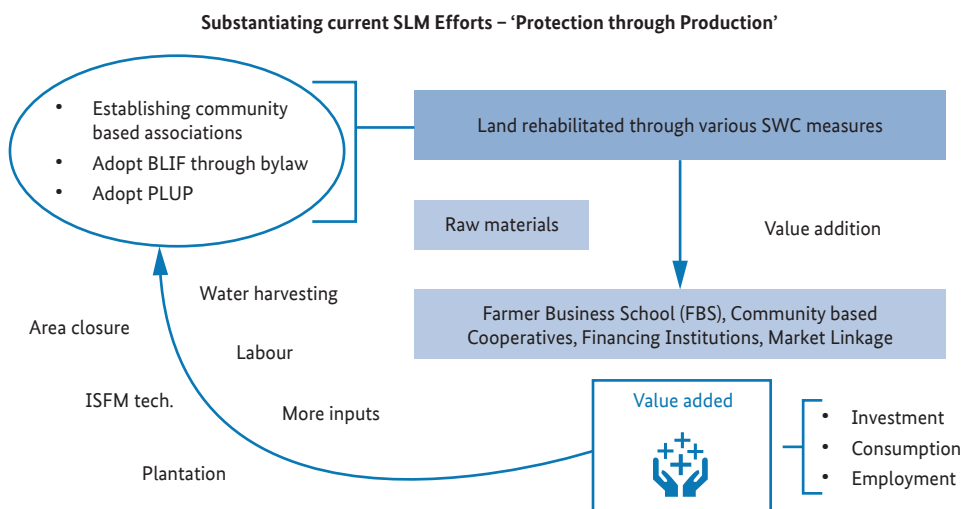 Substantiating current SLM Efforts – ‘Protection through Production’
• Establishing community
based associations
• Adopt BLIF through bylaw
• Adopt PLUP
Land rehabilitated through various SWC measures
Raw materials
Value addition
Farmer Business School (FBS), Community based
Cooperatives, Financing Institutions, Market Linkage
Water harvesting
Area closure
Labour
ISFM tech.
More inputs
Plantation
Value added
• Investment
• Consumption
• Employment